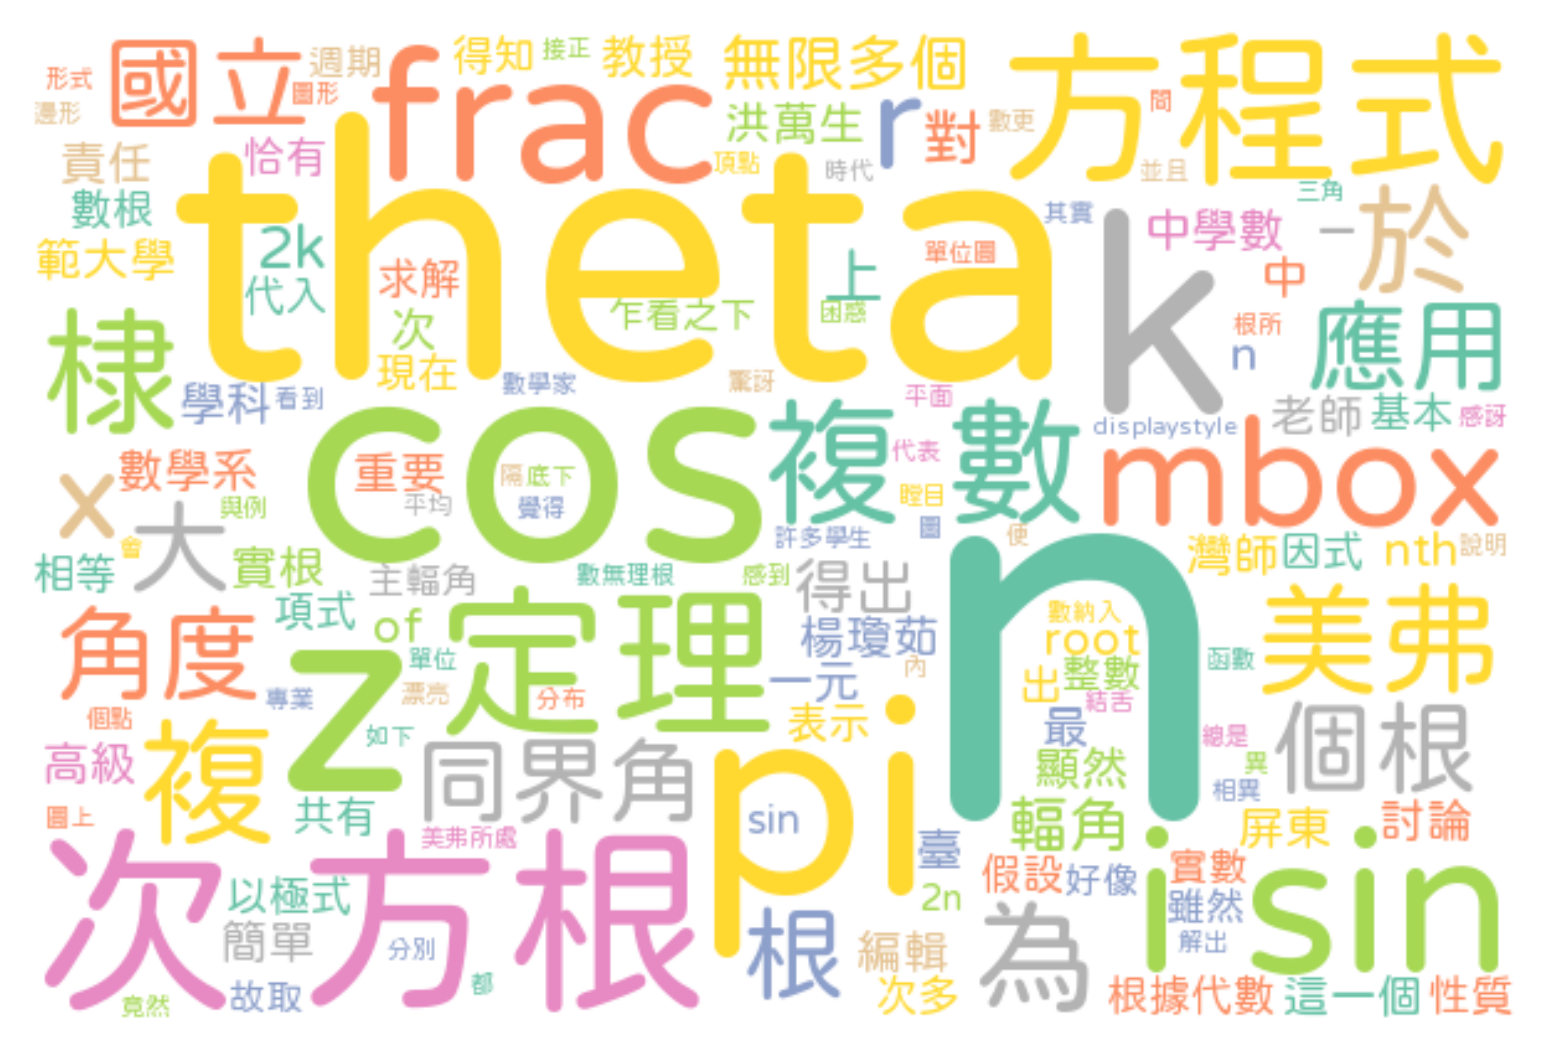 形式
國立
週期
得知
接正
教授
無限多個
方程式
邊形
圖形
frac
洪萬生
r
對
數更
間
責任
恰有
頂點
時代
並且
數根
theta
其實
k
中學數
三角
一
於
範大學
2k
求解
上
單位圓
中
代入
乍看之下
困惑
根所
應用
棣
次
n
現在
數學家
驚訝
平面
學科
看到
cos
複數
displaystyle
老師
基本
感訝
數學系
重要
隔
底下
代表
mbox
x
與例
平均
覺得
瞠目
圖
大
會
許多學生
便
灣師
因式
nth
說明
相等
實根
主輻角
數無理根
感到
得出
n
項式
of
定理
數納入
美弗
角度
z
單位
楊瓊茹
root
函數
專業
漂亮
分布
一元
內
出
整數
結舌
個點
如下
表示
pi
最
總是
個根
高級
複
同界角
顯然
異
相異
圓上
共有
sin
輻角
屏東
討論
美弗所處
臺
次方根
假設
好像
實數
isin
以極式
2n
雖然
簡單
分別
根
編輯
為
解出
竟然
故取
都
次多
根據代數
這一個
性質